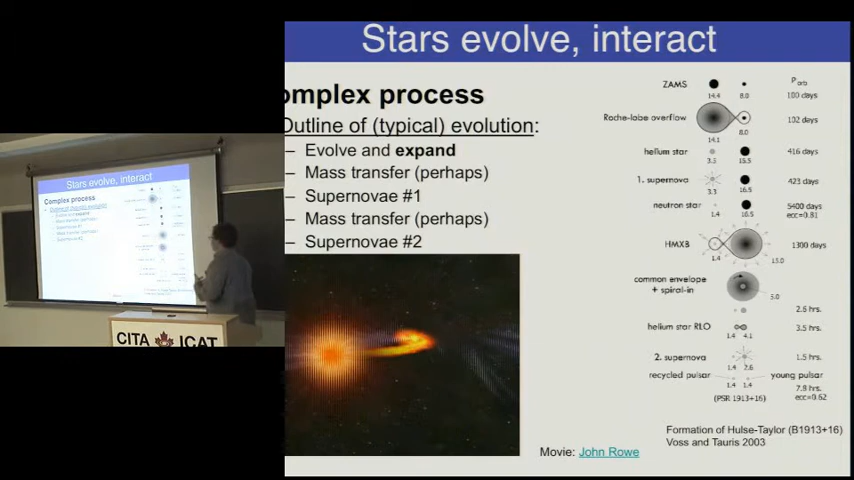 Stars evolve, interact
omplex process
Outline of (typical) evolution:
– Evolve and expand
– Mass transfer (perhaps)
– Supernovae #1
– Mass transfer (perhaps)
– Supernovae #2
Movie: John Rowe
P orb
ZAMS
14.4 8.0
100 days
Roche-lobe overflow
14.1 8.0
102 days
helium star
3.5 16.5
416 days
1. supernova
3.3 16.5
423 days
neutron star
1.4 16.5
5400 days
ecc=0.81
HMXB
1.4 15.0
1300 days
common envelope
+ spiral-in
5.0
2.6 hrs.
helium star RLO
1.4 4.1
3.5 hrs.
2. supernova
1.4 2.6
1.5 hrs.
recycled pulsar
young pulsar
1.4 1.4
7.8 hrs.
ecc=0.62
(PSR 1913+16)
Formation of Hulse-Taylor (B1913+16)
Voss and Tauris 2003
Stars evolve, interact
Complex process
CITA ICAT